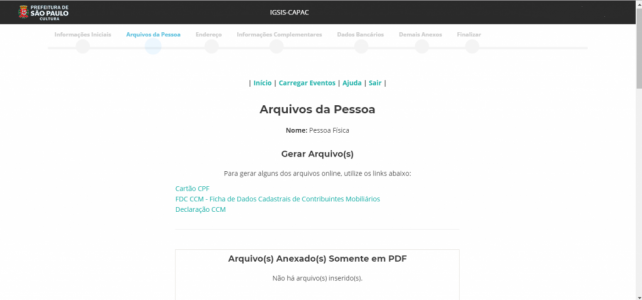 PREFEITURA DE
SÃO PAULO
CULTURA
IGSIS-CAPAC
Informações Iniciais
Arquivos da Pessoa
Endereço
Informações Complementares
Dados Bancários
Demais Anexos
Finalizar
| Início | Carregar Eventos | Ajuda | Sair |
Arquivos da Pessoa
Nome: Pessoa Física
Gerar Arquivo(s)
Para gerar alguns dos arquivos online, utilize os links abaixo:
Cartão CPF
FDC CCM - Ficha de Dados Cadastrais de Contribuintes Mobiliários
Declaração CCM
Arquivo(s) Anexado(s) Somente em PDF
Não há arquivo(s) inserido(s).